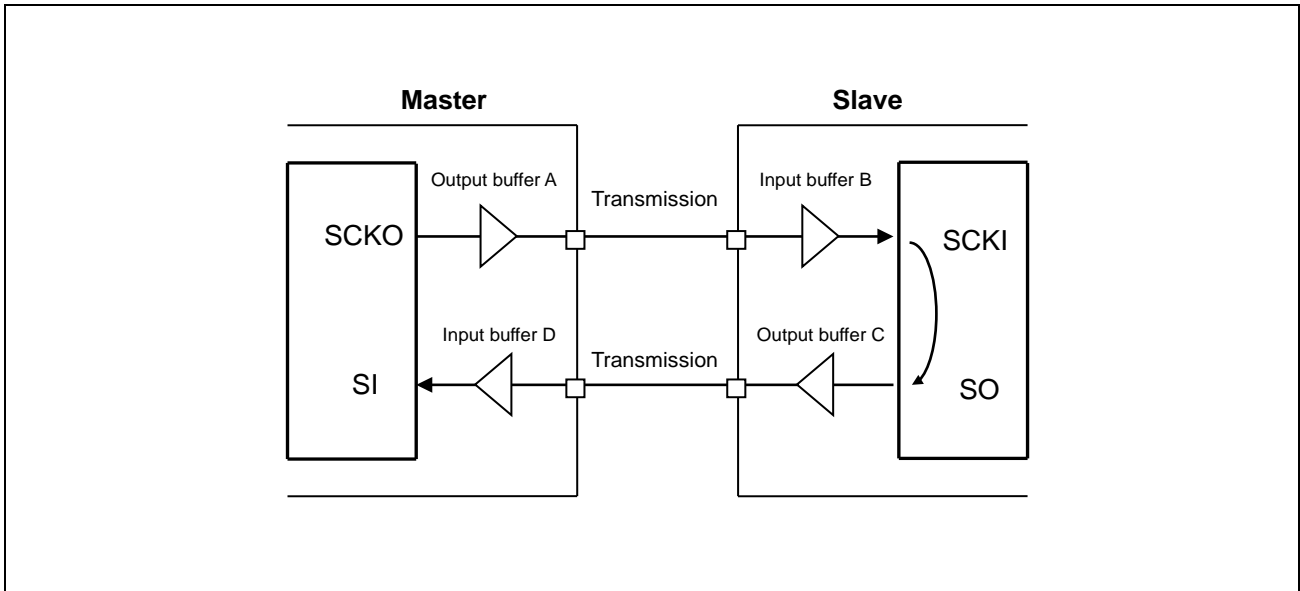 Master
Slave
Output buffer A
Transmission
Input buffer B
SCKO
SCKI
Input buffer D
Transmission
Output buffer C
SI
SO